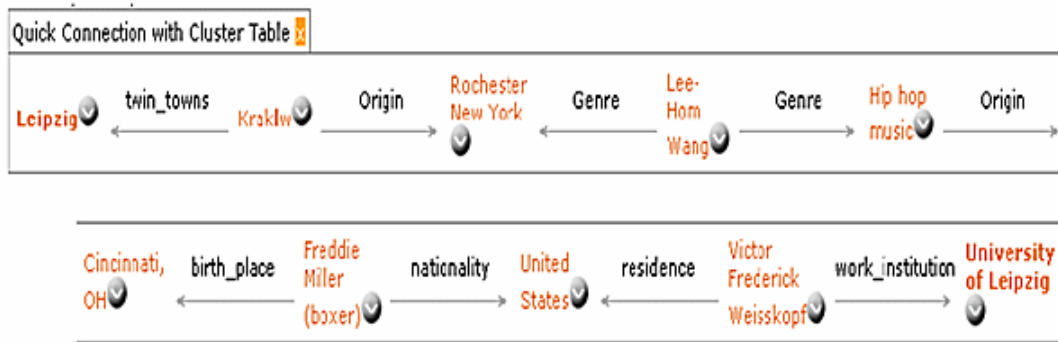 Quick Connection with Cluster Table x
Leipzig
twin_towns
Kraklw
Origin
Rochester
New York
Genre
Lee-
Hom
Wang
Genre
Hip hop
music
Origin
Cincinnati,
OH
birth_place
Freddie
Miller
(boxer)
nationality
United
States
residence
Victor
Frederick
Weisskopf
work_institution
University
of Leipzig